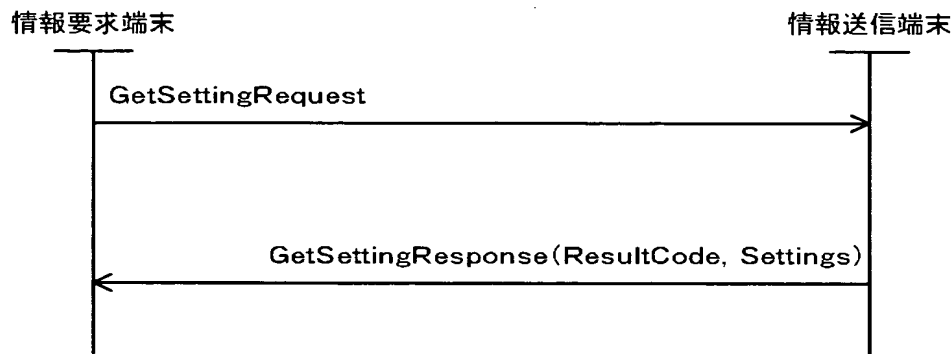 情報要求端末
情報送信端末
GetSettingRequest
GetSettingResponse(ResultCode, Settings)